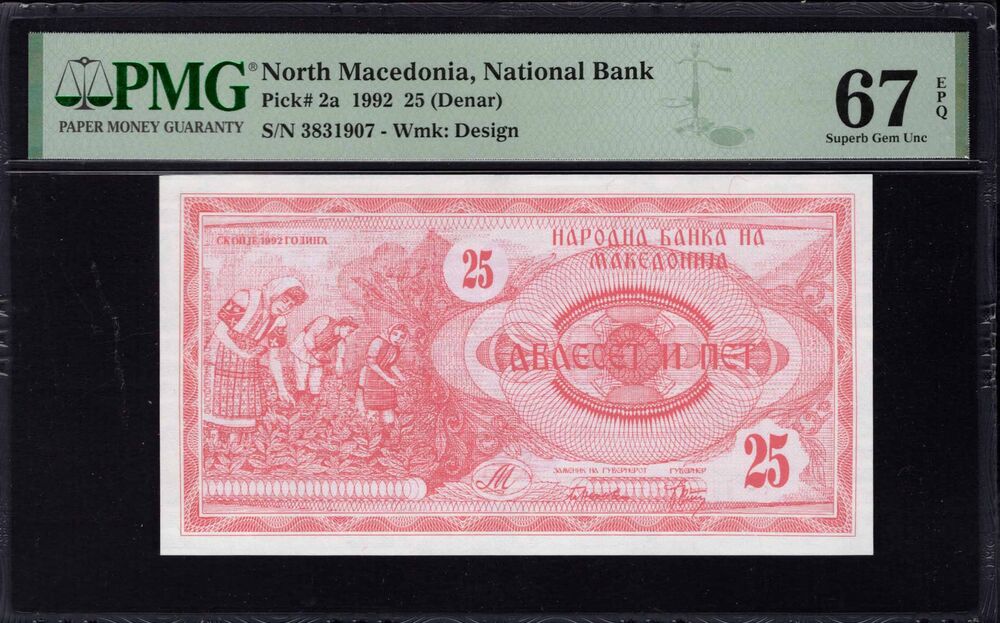 PMG®
PAPER MONEY GUARANTY
North Macedonia, National Bank
Pick# 2a 1992 25 (Denar)
S/N 3831907 - Wmk: Design
67
EPQ
Superb Gem Unc
СКОПЈЕ 1992 ГОДИНА
25
НАРОДНА БАНКА НА
МАКЕДОНИЈА
ДВАЕСЕТ И ПЕТ
25
М
ЗАМЕНИК НА ГУВЕРНЕРОТ ГУВЕРНЕР